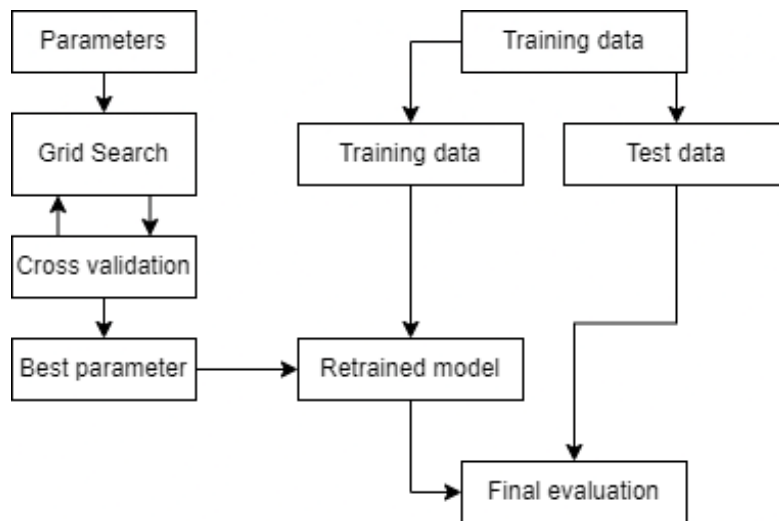 Parameters
Training data
Grid Search
Training data
Test data
Cross validation
Best parameter
Retrained model
Final evaluation